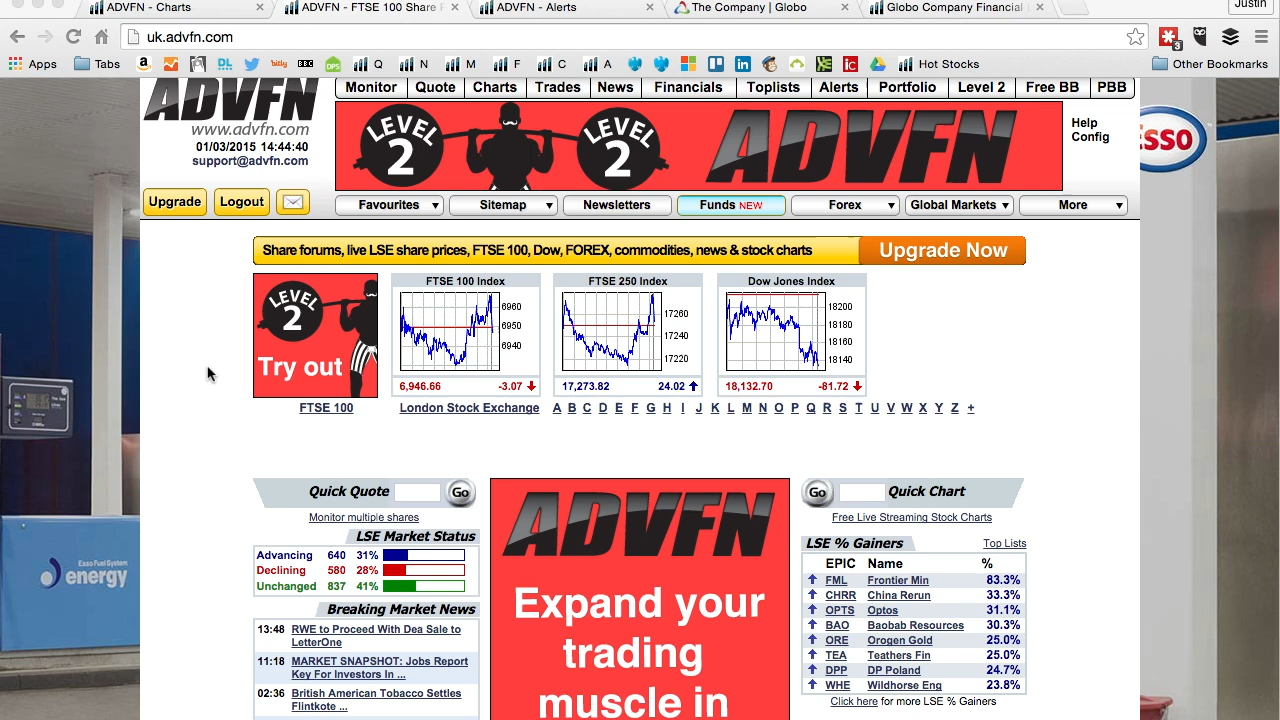 ADVFN - Charts
ADVFN - FTSE 100 Share F
ADVFN - Alerts
The Company | Globo
Globo Company Financial
Justin
uk.advfn.com
3
Apps
Tabs
bitly
BBC
DPS
Q
N
M
F
C
A
Hot Stocks
Other Bookmarks
ADVFN
www.advfn.com
01/03/2015 14:44:40
support@advfn.com
Monitor Quote Charts Trades News Financials Toplists Alerts Portfolio Level 2 Free BB PBB
LEVEL
2
LEVEL
2
ADVFN
Help
Config
ESSO
Upgrade Logout
Favourites Sitemap Newsletters Funds NEW Forex Global Markets More
Share forums, live LSE share prices, FTSE 100, Dow, FOREX, commodities, news & stock charts
Upgrade Now
LEVEL
2
Try out
FTSE 100 Index
6960
6950
6940
6,946.66 -3.07
FTSE 250 Index
17260
17240
17220
17,273.82 24.02
Dow Jones Index
18200
18180
18160
18140
18,132.70 -81.72
FTSE 100
London Stock Exchange A B C D E F G H I J K L M N O P Q R S T U V W X Y Z +
Quick Quote Go
Monitor multiple shares
LSE Market Status
Advancing 640 31%
Declining 580 28%
Unchanged 837 41%
Breaking Market News
13:48 RWE to Proceed With Dea Sale to
LetterOne
11:18 MARKET SNAPSHOT: Jobs Report
Key For Investors In ...
02:36 British American Tobacco Settles
Flintkote ...
ADVFN
Expand your
trading
muscle in
Go Quick Chart
Free Live Streaming Stock Charts
LSE % Gainers Top Lists
EPIC Name %
FML Frontier Min 83.3%
CHRR China Rerun 33.3%
OPTS Optos 31.1%
BAO Baobab Resources 30.3%
ORE Orogen Gold 25.0%
TEA Teathers Fin 25.0%
DPP DP Poland 24.7%
WHE Wildhorse Eng 23.8%
Click here for more LSE % Gainers
Esso Fuel System
energy